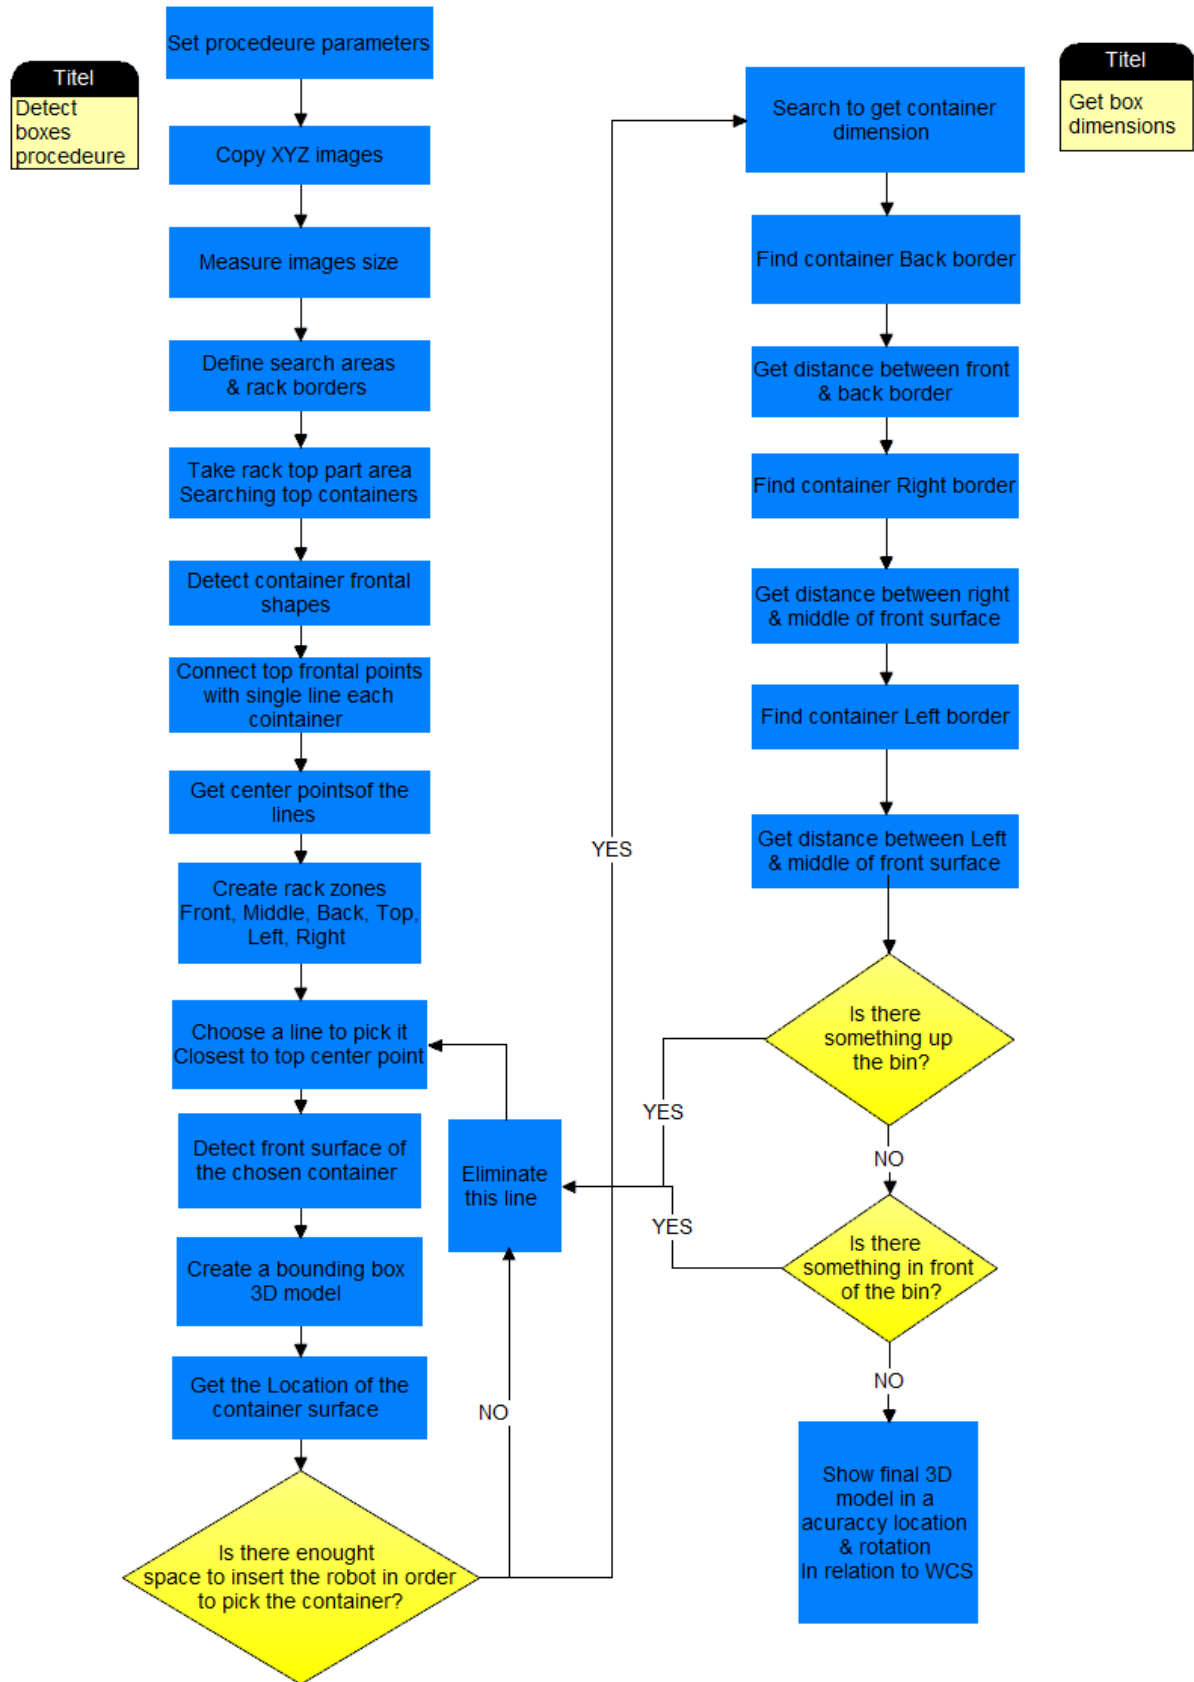 Set procedeure parameters
Titel
Detect
boxes
procedeure
Copy XYZ images
Measure images size
Define search areas
& rack borders
Take rack top part area
Searching top containers
Detect container frontal
shapes
Connect top frontal points
with single line each
cointainer
Get center pointsof the
lines
Create rack zones
Front, Middle, Back, Top,
Left, Right
Choose a line to pick it
Closest to top center point
Detect front surface of
the chosen container
Create a bounding box
3D model
Get the Location of the
container surface
Is there enought
space to insert the robot in order
to pick the container?
NO
Eliminate
this line
YES
Titel
Get box
dimensions
Search to get container
dimension
Find container Back border
Get distance between front
& back border
Find container Right border
Get distance between right
& middle of front surface
Find container Left border
Get distance between Left
& middle of front surface
Is there
something up
the bin?
YES
NO
Is there
something in front
of the bin?
YES
NO
Show final 3D
model in a
acuraccy location
& rotation
In relation to WCS